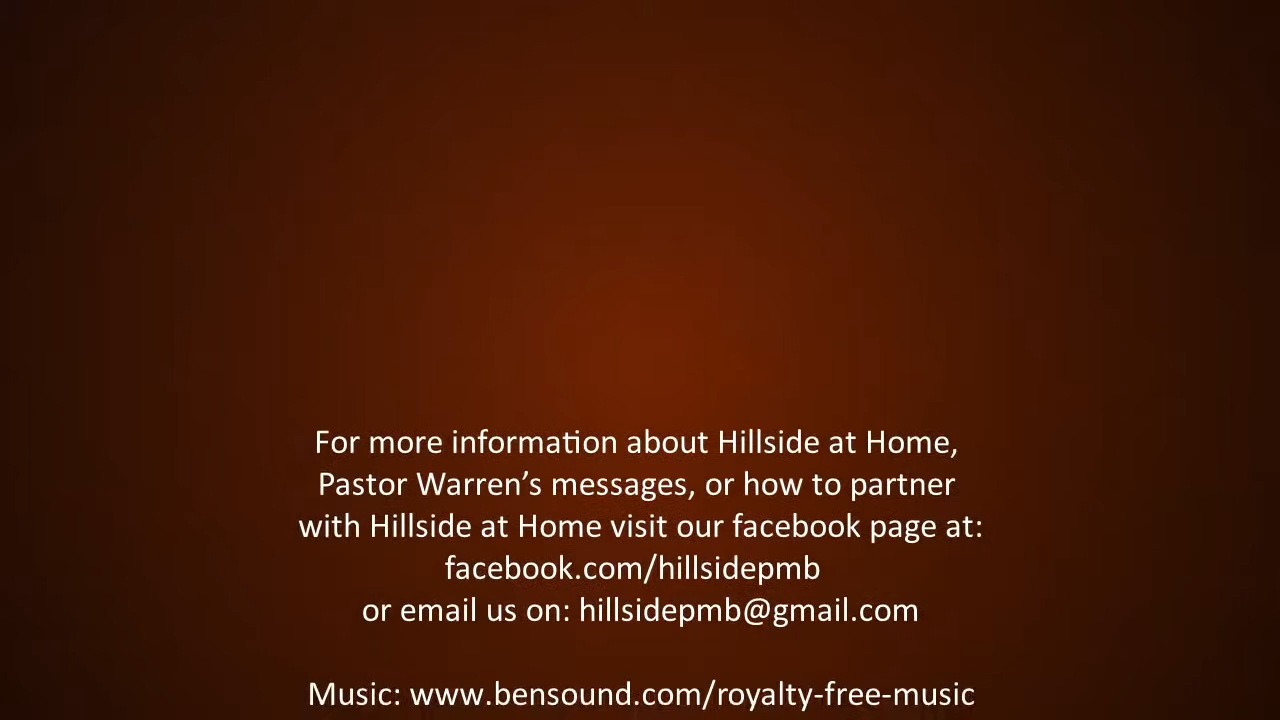 For more information about Hillside at Home,
Pastor Warren’s messages, or how to partner
with Hillside at Home visit our facebook page at:
facebook.com/hillsidepmb
or email us on: hillsidepmb@gmail.com
Music: www.bensound.com/royalty-free-music